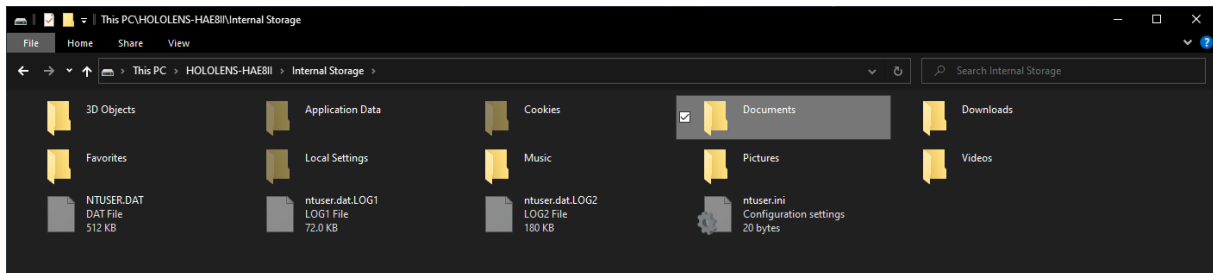 This PC\HOLOLENS-HAE8II\Internal Storage
File Home Share View
This PC > HOLOLENS-HAE8II > Internal Storage > Search Internal Storage
3D Objects Application Data Cookies Documents Downloads
Favorites Local Settings Music Pictures Videos
NTUSER.DAT ntuser.dat.LOG1 ntuser.dat.LOG2 ntuser.ini
DAT File LOG1 File LOG2 File Configuration settings
512 KB 72.0 KB 180 KB 20 bytes